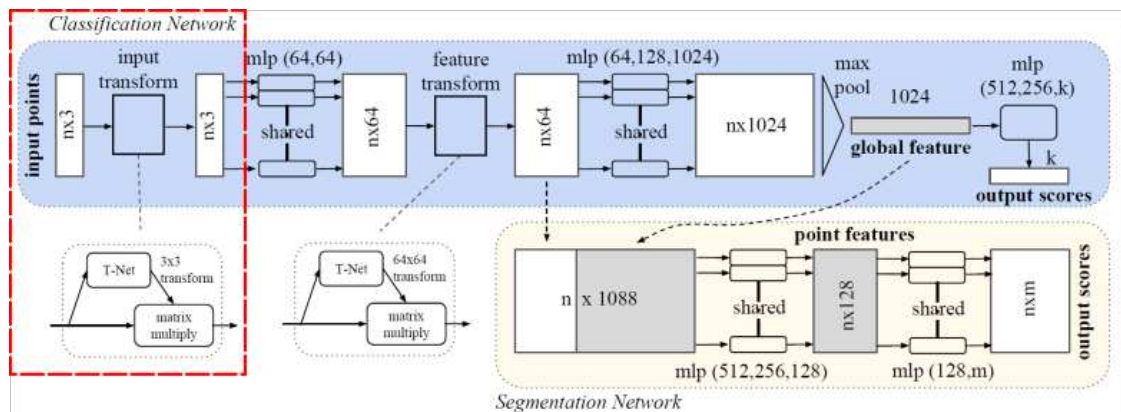 Classification Network
input points
nx3
input
transform
nx3
mlp (64,64)
shared
nx64
feature
transform
nx64
mlp (64,128,1024)
shared
nx1024
max
pool
1024
global feature
mlp
(512,256,k)
k
output scores
T-Net
3x3
transform
matrix
multiply
T-Net
64x64
transform
matrix
multiply
point features
n x 1088
shared
mlp (512,256,128)
nx128
shared
mlp (128,m)
nxm
output scores
Segmentation Network